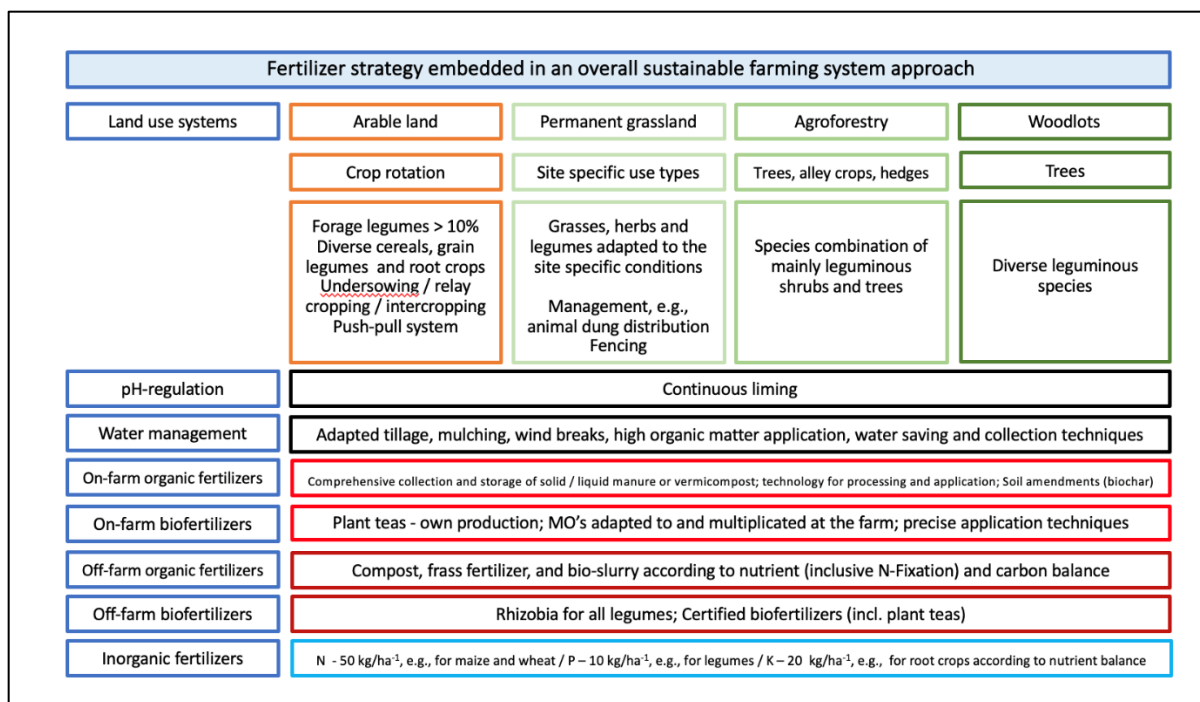 Fertilizer strategy embedded in an overall sustainable farming system approach
Land use systems
Arable land
Permanent grassland
Agroforestry
Woodlots
Crop rotation
Site specific use types
Trees, alley crops, hedges
Trees
Forage legumes > 10%
Diverse cereals, grain
legumes and root crops
Undersowing / relay
cropping / intercropping
Push-pull system
Grasses, herbs and
legumes adapted to the
site specific conditions
Management, e.g.,
animal dung distribution
Fencing
Species combination of
mainly leguminous
shrubs and trees
Diverse leguminous
species
pH-regulation
Continuous liming
Water management
Adapted tillage, mulching, wind breaks, high organic matter application, water saving and collection techniques
On-farm organic fertilizers
Comprehensive collection and storage of solid / liquid manure or vermicompost; technology for processing and application; Soil amendments (biochar)
On-farm biofertilizers
Plant teas - own production; MO’s adapted to and multiplicated at the farm; precise application techniques
Off-farm organic fertilizers
Compost, frass fertilizer, and bio-slurry according to nutrient (inclusive N-Fixation) and carbon balance
Off-farm biofertilizers
Rhizobia for all legumes; Certified biofertilizers (incl. plant teas)
Inorganic fertilizers
N - 50 kg/ha⁻¹, e.g., for maize and wheat / P – 10 kg/ha⁻¹, e.g., for legumes / K – 20 kg/ha⁻¹, e.g., for root crops according to nutrient balance